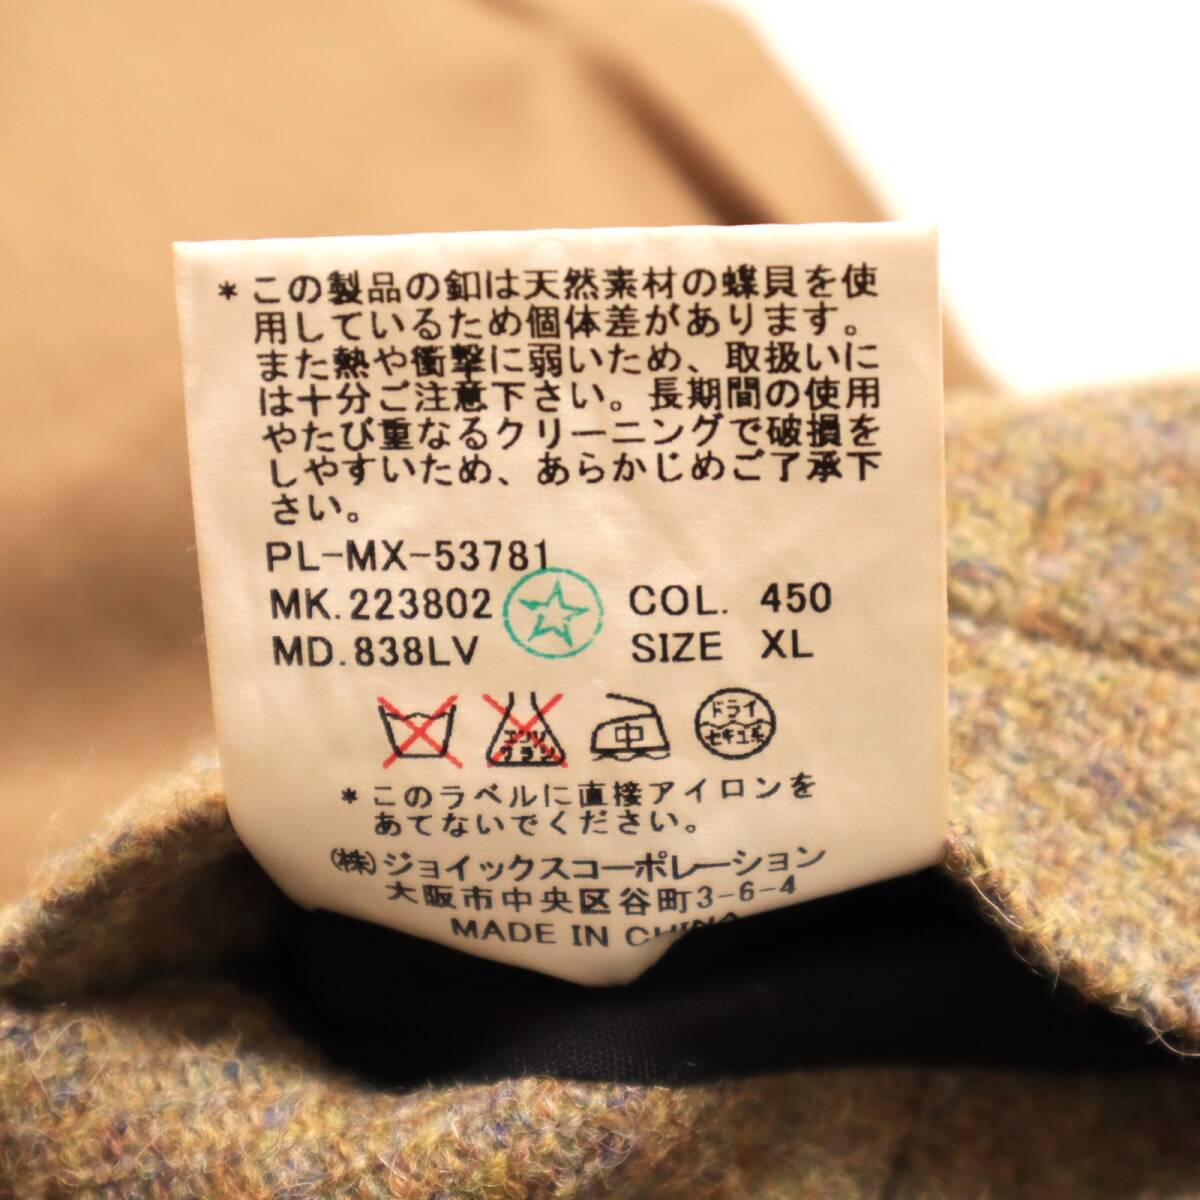 *この製品の釦は天然素材の蝶貝を使
用しているため個体差があります。
また熱や衝撃に弱いため、取扱いに
は十分ご注意下さい。長期間の使用
やたび重なるクリーニングで破損を
しやすいため、あらかじめご了承下
さい。
PL-MX-53781
MK.223802 COL. 450
MD.838LV SIZE XL
エンソ
サラシ
中
ドライ
セキユ系
*このラベルに直接アイロンを
あてないでください。
(株)ジョイックスコーポレーション
大阪市中央区谷町3-6-4
MADE IN CHINA